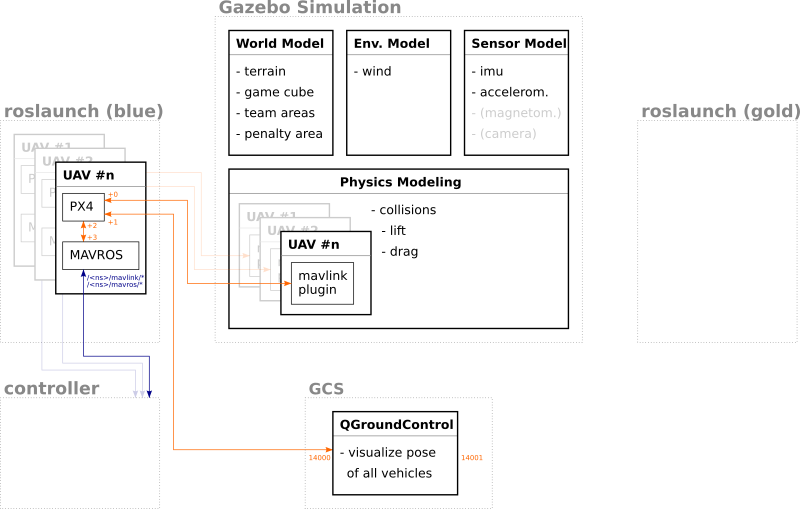 Gazebo Simulation
World Model
- terrain
- game cube
- team areas
- penalty area
Env. Model
- wind
Sensor Model
- imu
- accelerom.
- (magnetom.)
- (camera)
roslaunch (blue)
UAV #1
UAV #2
UAV #n
PX4
+0
+1
+2
+3
MAVROS
/<ns>/mavlink/*
/<ns>/mavros/*
Physics Modeling
- collisions
- lift
- drag
UAV #1
UAV #2
UAV #n
mavlink
plugin
roslaunch (gold)
controller
GCS
QGroundControl
- visualize pose
of all vehicles
14000
14001